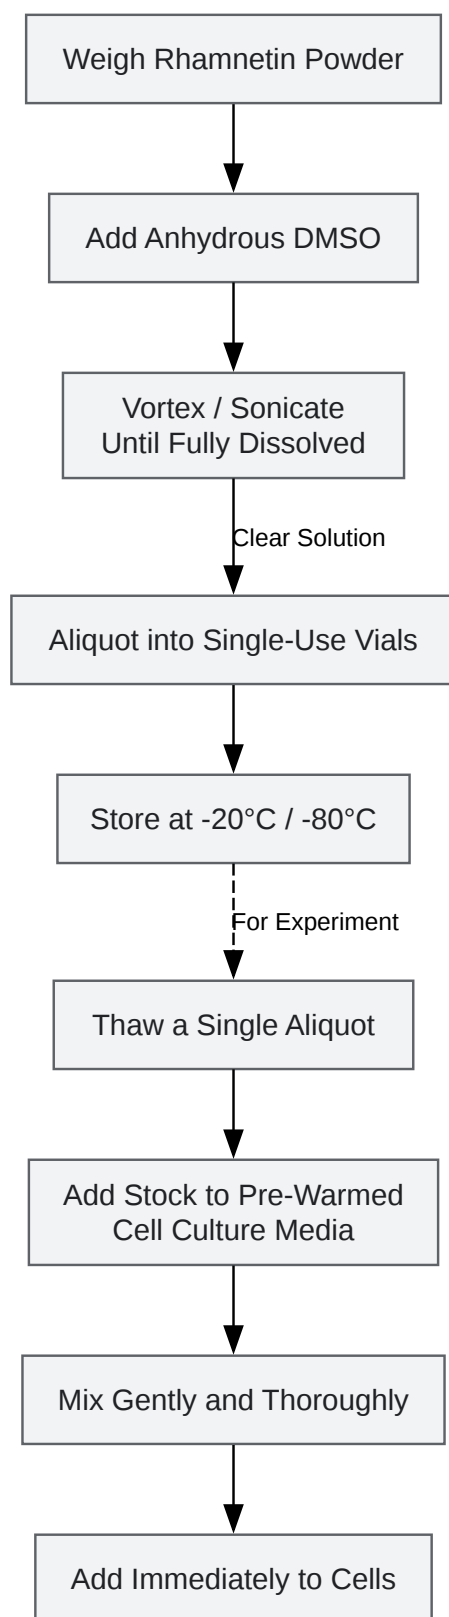 Weigh Rhamnetin Powder
Add Anhydrous DMSO
Vortex / Sonicate
Until Fully Dissolved
Clear Solution
Aliquot into Single-Use Vials
Store at -20°C / -80°C
For Experiment
Thaw a Single Aliquot
Add Stock to Pre-Warmed
Cell Culture Media
Mix Gently and Thoroughly
Add Immediately to Cells